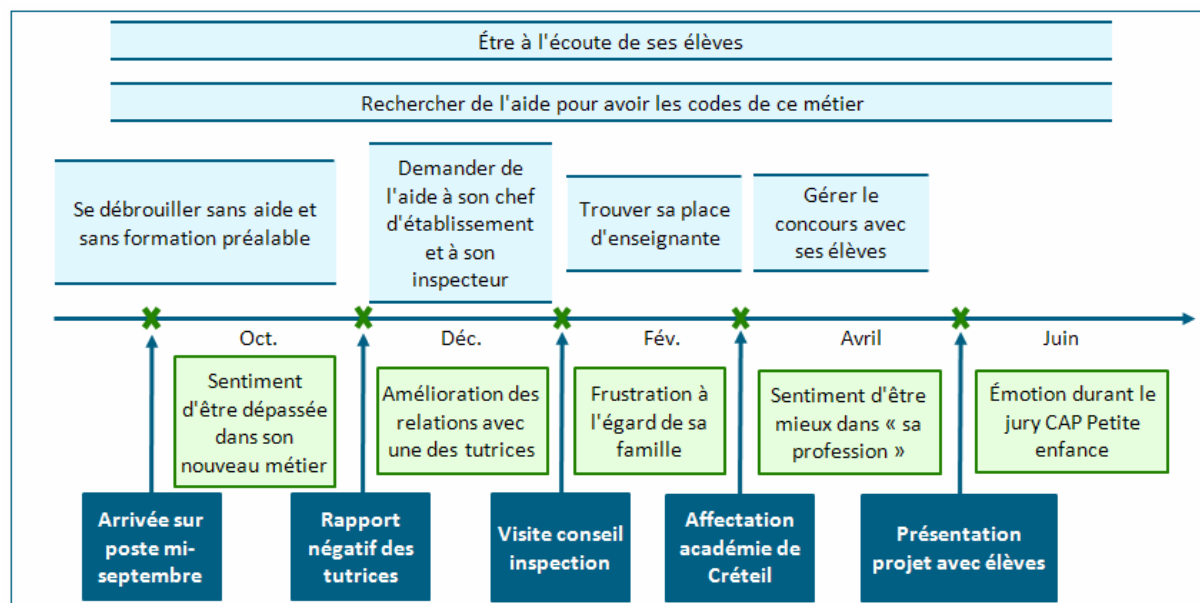 Étre à l'écoute de ses élèves
Rechercher de l'aide pour avoir les codes de ce métier
Se débrouiller sans aide et
sans formation préalable
Demander de
l'aide à son chef
d'établissement
et à son
inspecteur
Trouver sa place
d'enseignante
Gérer le
concours avec
ses élèves
Oct.
Déc.
Fév.
Avril
Juin
Sentiment
d'être dépassée
dans son
nouveau métier
Amélioration des
relations avec
une des tutrices
Frustration à
l'égard de sa
famille
Sentiment d'être
mieux dans « sa
profession »
Émotion durant le
jury CAP Petite
enfance
Arrivée sur
poste mi-
septembre
Rapport
négatif des
tutrices
Visite conseil
inspection
Affectation
académie de
Créteil
Présentation
projet avec élèves